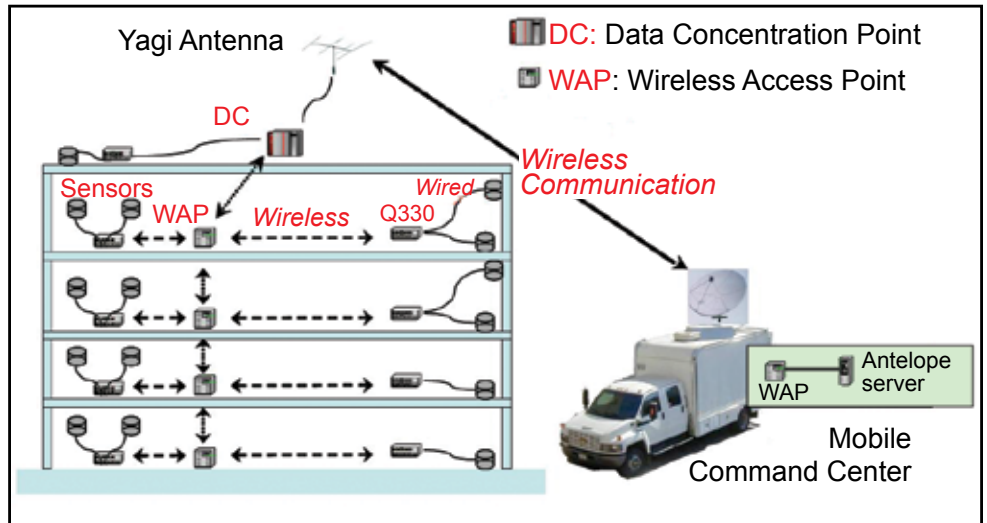 Yagi Antenna
DC: Data Concentration Point
WAP: Wireless Access Point
DC
Wireless
Communication
Sensors
WAP
Wireless
Wired
Q330
WAP
Antelope
server
Mobile
Command Center